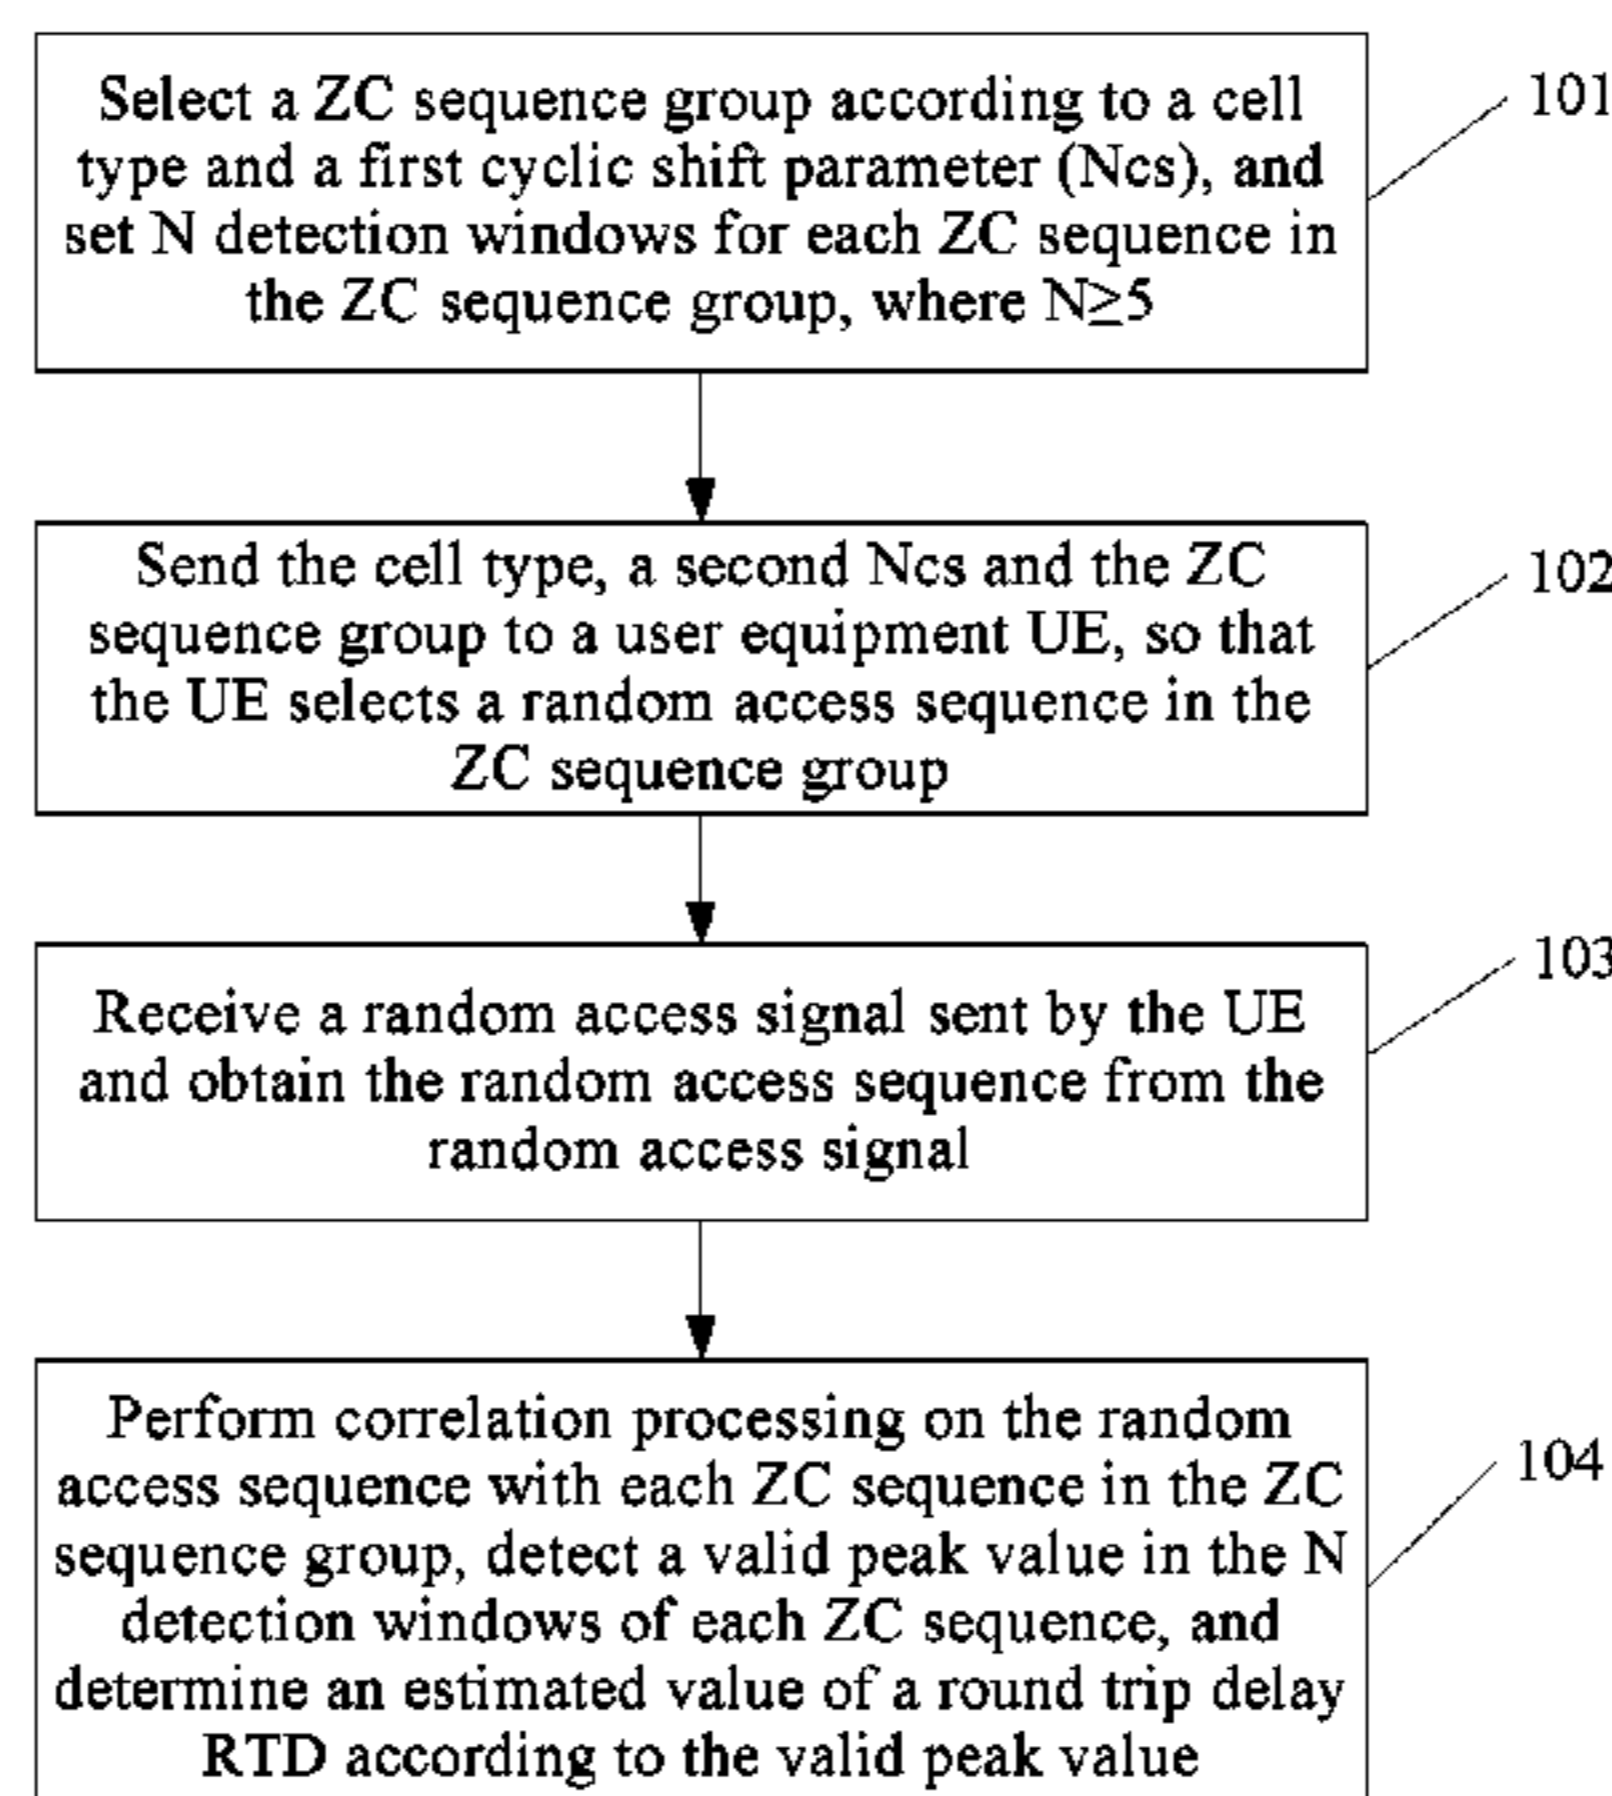 Select a ZC sequence group according to a cell
type and a first cyclic shift parameter (Ncs), and
set N detection windows for each ZC sequence in
the ZC sequence group, where N≥5
101
Send the cell type, a second Ncs and the ZC
sequence group to a user equipment UE, so that
the UE selects a random access sequence in the
ZC sequence group
102
Receive a random access signal sent by the UE
and obtain the random access sequence from the
random access signal
103
Perform correlation processing on the random
access sequence with each ZC sequence in the ZC
sequence group, detect a valid peak value in the N
detection windows of each ZC sequence, and
determine an estimated value of a round trip delay
RTD according to the valid peak value
104